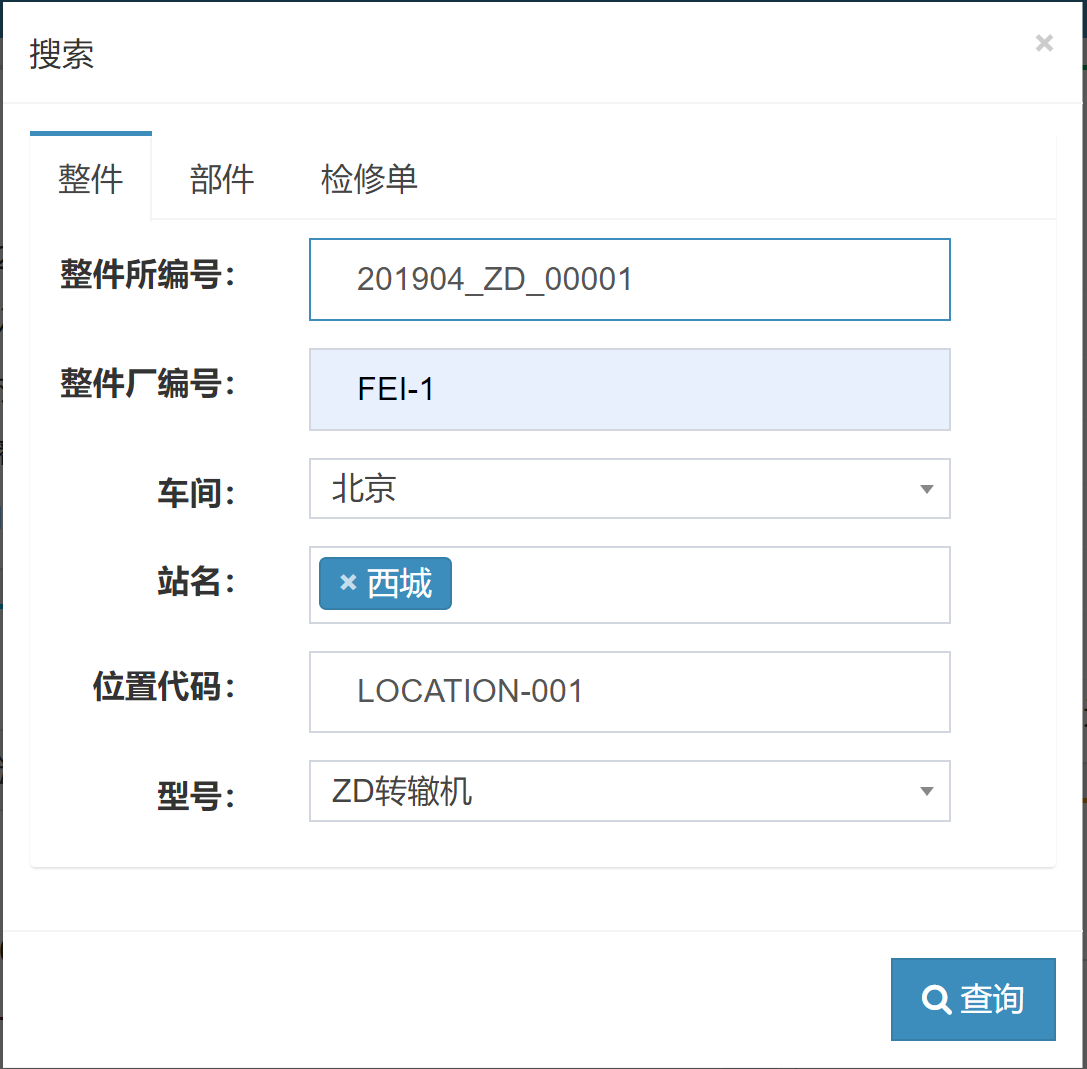 搜索
×
整件 部件 检修单
整件所编号： 201904_ZD_00001
整件厂编号： FEI-1
车间： 北京
站名： × 西城
位置代码： LOCATION-001
型号： ZD转辙机
查询